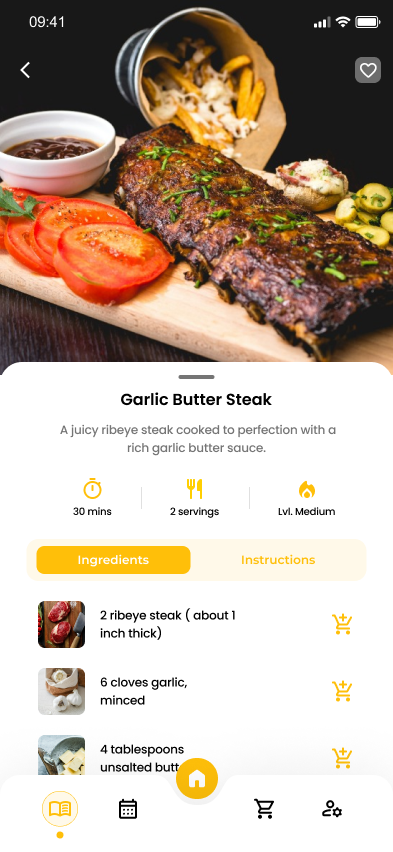 09:41
Garlic Butter Steak
A juicy ribeye steak cooked to perfection with a
rich garlic butter sauce.
30 mins
2 servings
Lvl. Medium
Ingredients
Instructions
2 ribeye steak ( about 1
inch thick)
6 cloves garlic,
minced
4 tablespoons
unsalted butt